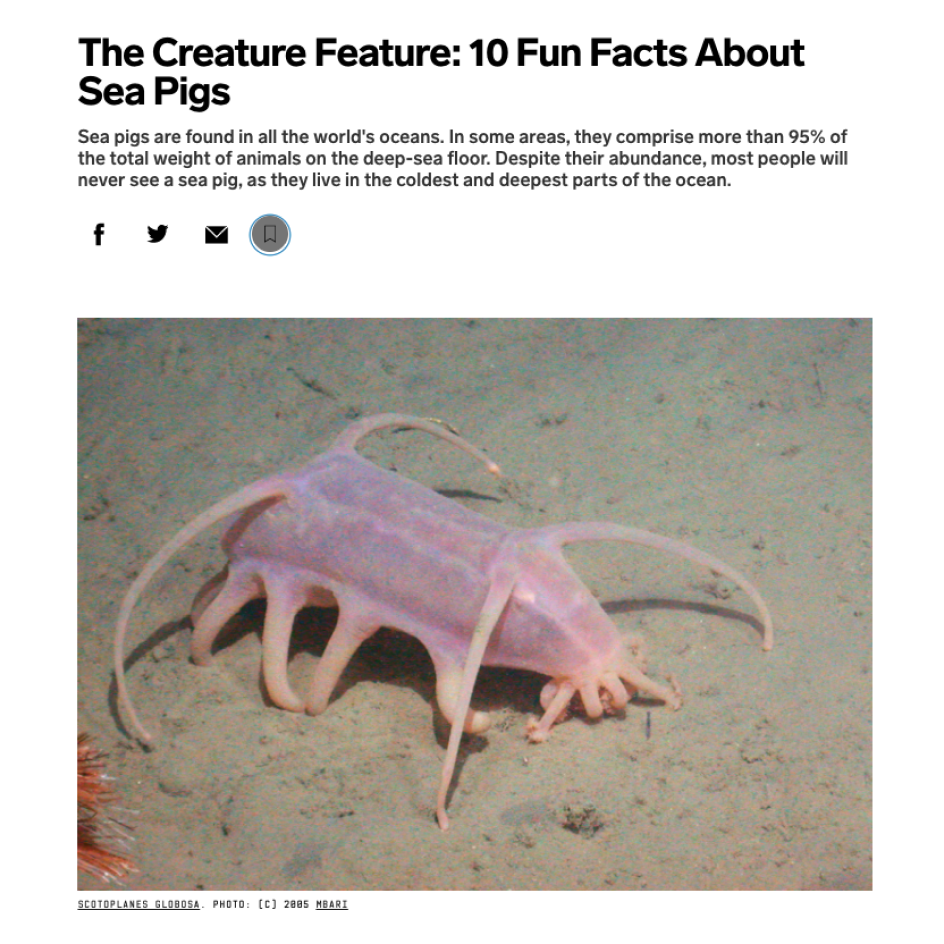 The Creature Feature: 10 Fun Facts About
Sea Pigs
Sea pigs are found in all the world's oceans. In some areas, they comprise more than 95% of
the total weight of animals on the deep-sea floor. Despite their abundance, most people will
never see a sea pig, as they live in the coldest and deepest parts of the ocean.
SCOTOPLANES GLOBOSA. PHOTO: [C] 2005 MBARI